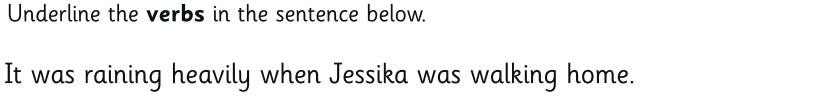 Underline the verbs in the sentence below.
It was raining heavily when Jessika was walking home.